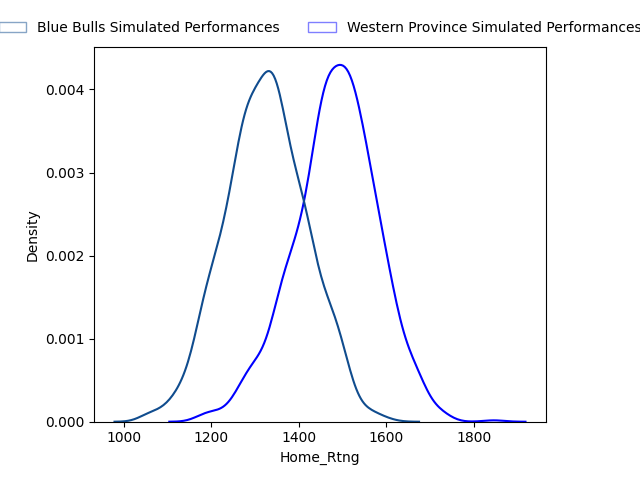 Blue Bulls Simulated Performances Western Province Simulated Performances
0.004
0.003
0.002
0.001
0.000
Density
1000 1200 1400 1600 1800
Home_Rtng